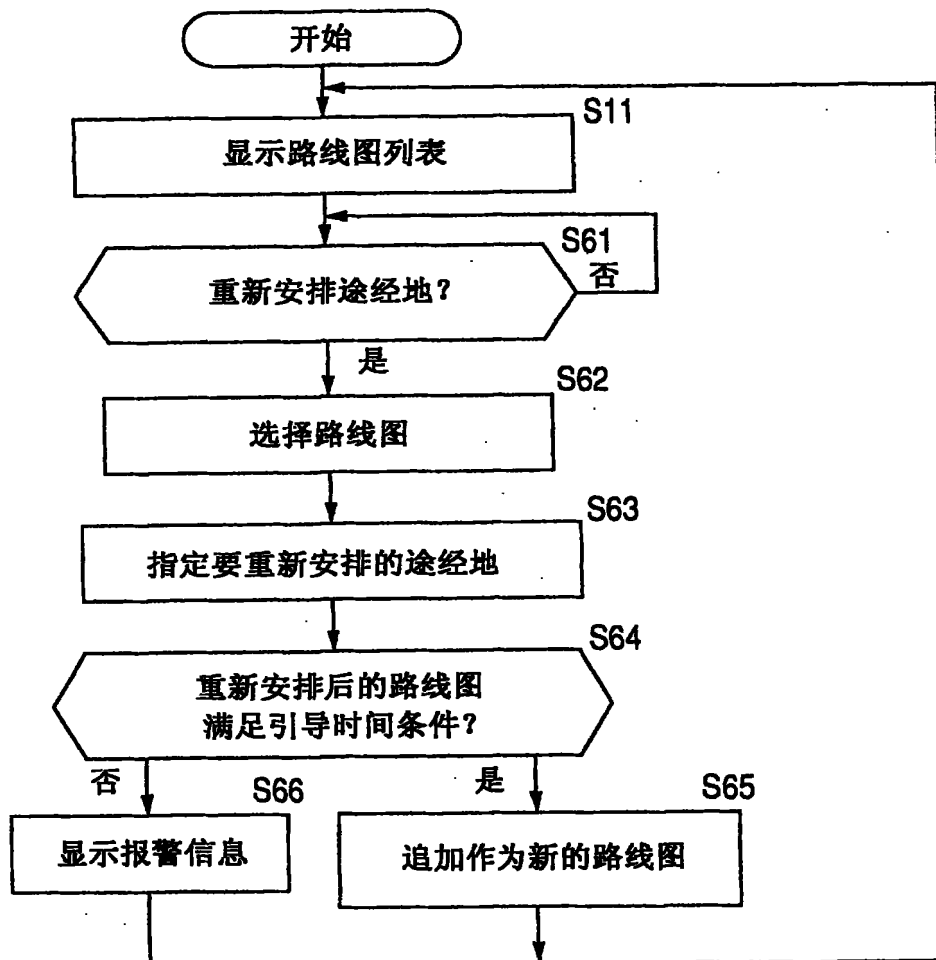 开始
S11
显示路线图列表
S61
重新安排途经地？
否
是
S62
选择路线图
S63
指定要重新安排的途经地
S64
重新安排后的路线图
满足引导时间条件？
否
是
S66
S65
显示报警信息
追加作为新的路线图